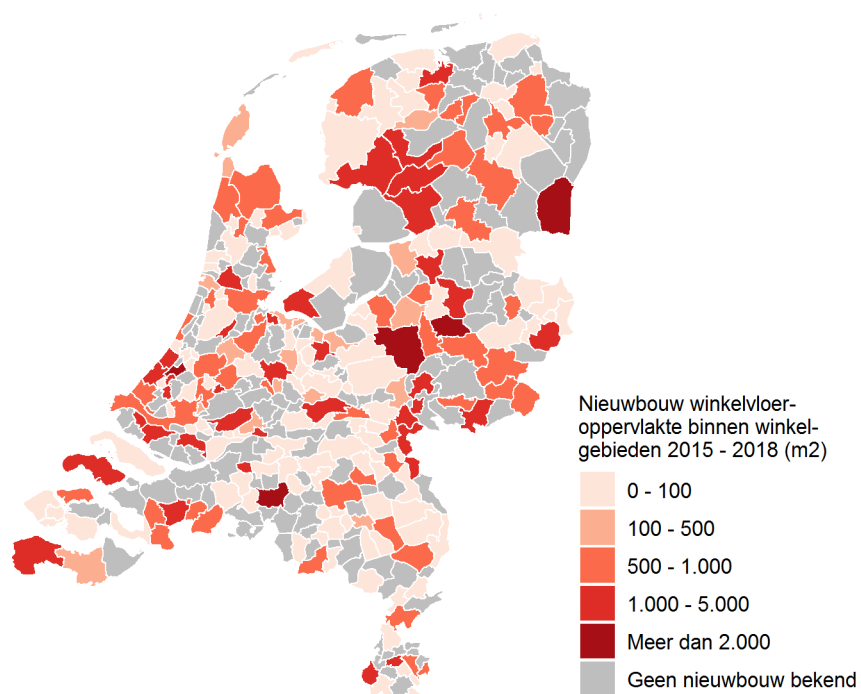 Nieuwbouw winkelvloer-
oppervlakte binnen winkel-
gebieden 2015 - 2018 (m2)
0 - 100
100 - 500
500 - 1.000
1.000 - 5.000
Meer dan 2.000
Geen nieuwbouw bekend